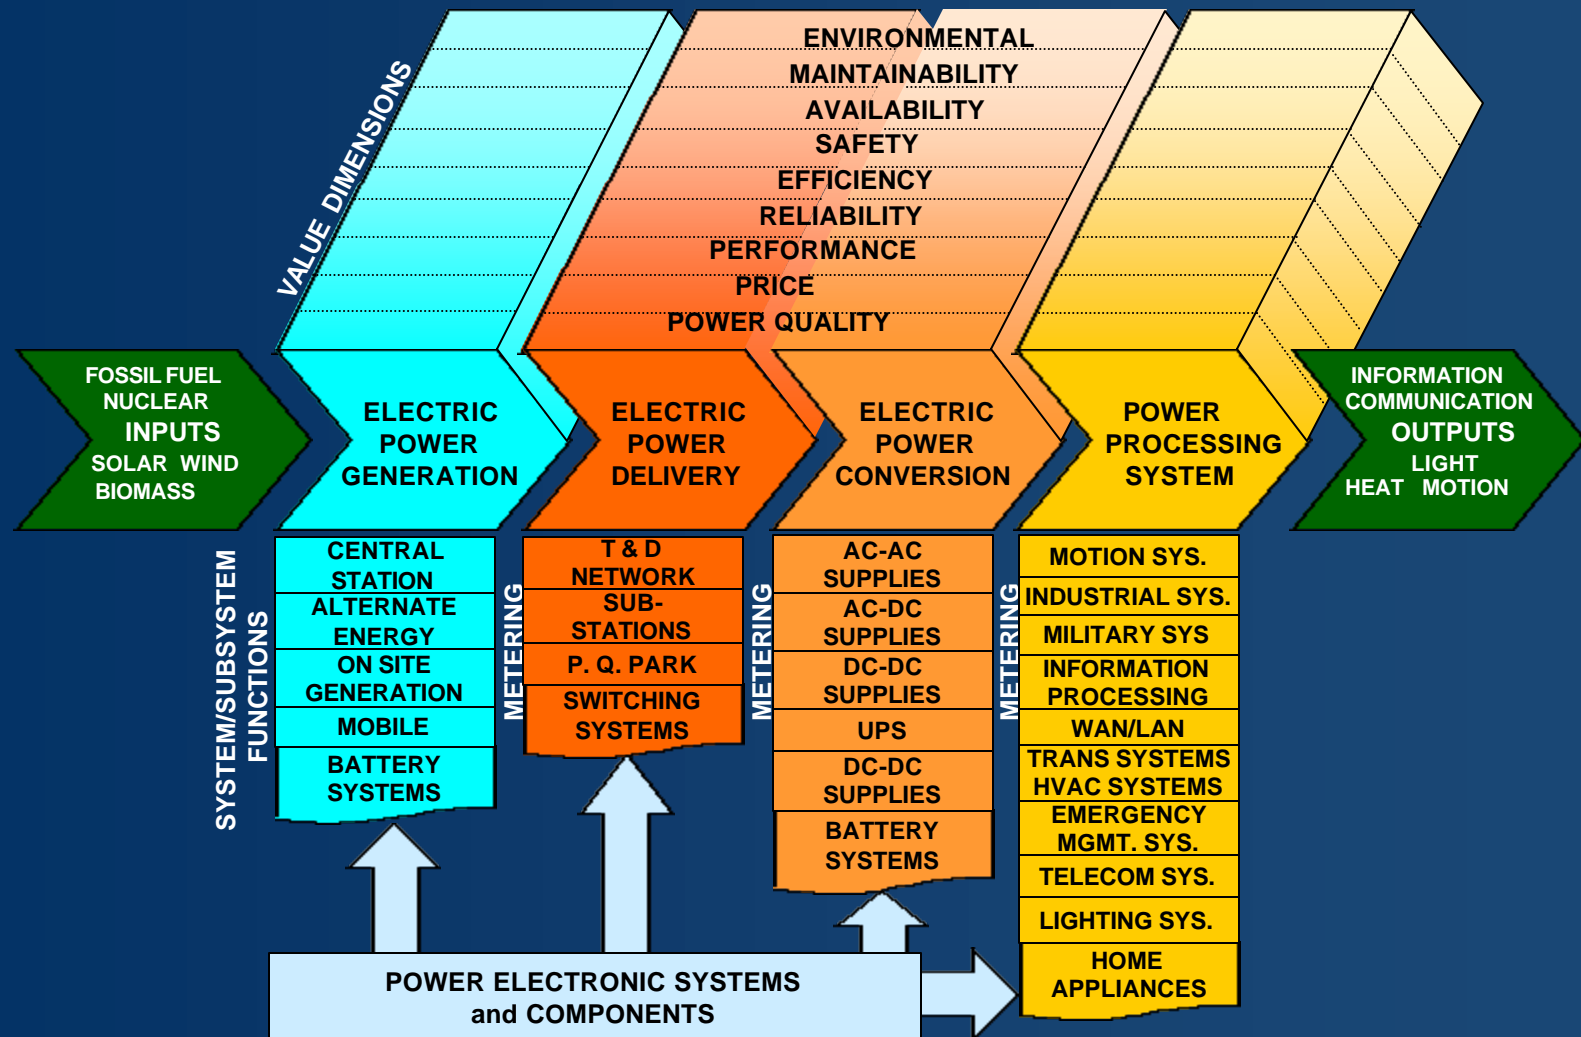 VALUE DIMENSIONS
ENVIRONMENTAL
MAINTAINABILITY
AVAILABILITY
SAFETY
EFFICIENCY
RELIABILITY
PERFORMANCE
PRICE
POWER QUALITY
FOSSIL FUEL
NUCLEAR
INPUTS
SOLAR WIND
BIOMASS
ELECTRIC
POWER
GENERATION
ELECTRIC
POWER
DELIVERY
ELECTRIC
POWER
CONVERSION
POWER
PROCESSING
SYSTEM
INFORMATION
COMMUNICATION
OUTPUTS
LIGHT
HEAT MOTION
SYSTEM/SUBSYSTEM
FUNCTIONS
CENTRAL
STATION
ALTERNATE
ENERGY
ON SITE
GENERATION
MOBILE
BATTERY
SYSTEMS
METERING
T & D
NETWORK
SUB-
STATIONS
P. Q. PARK
SWITCHING
SYSTEMS
METERING
AC-AC
SUPPLIES
AC-DC
SUPPLIES
DC-DC
SUPPLIES
UPS
DC-DC
SUPPLIES
BATTERY
SYSTEMS
METERING
MOTION SYS.
INDUSTRIAL SYS.
MILITARY SYS
INFORMATION
PROCESSING
WAN/LAN
TRANS SYSTEMS
HVAC SYSTEMS
EMERGENCY
MGMT. SYS.
TELECOM SYS.
LIGHTING SYS.
HOME
APPLIANCES
POWER ELECTRONIC SYSTEMS
and COMPONENTS